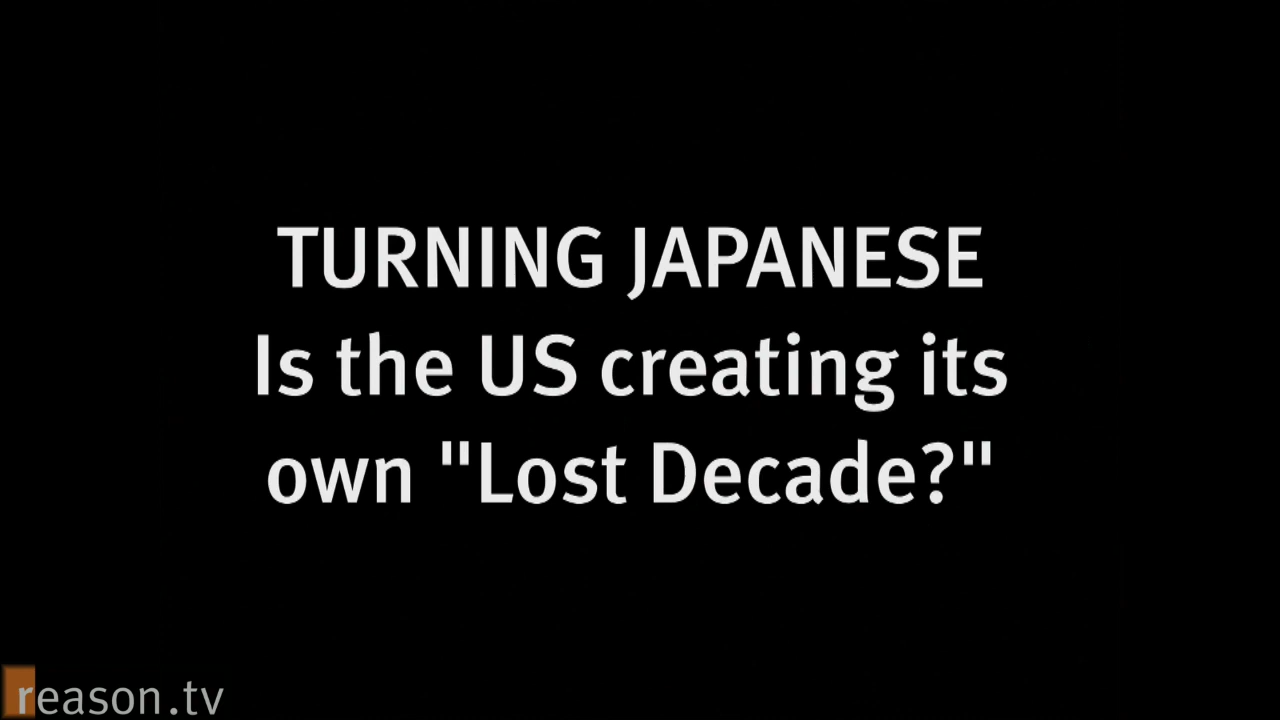 TURNING JAPANESE
Is the US creating its
own "Lost Decade?"
reason.tv